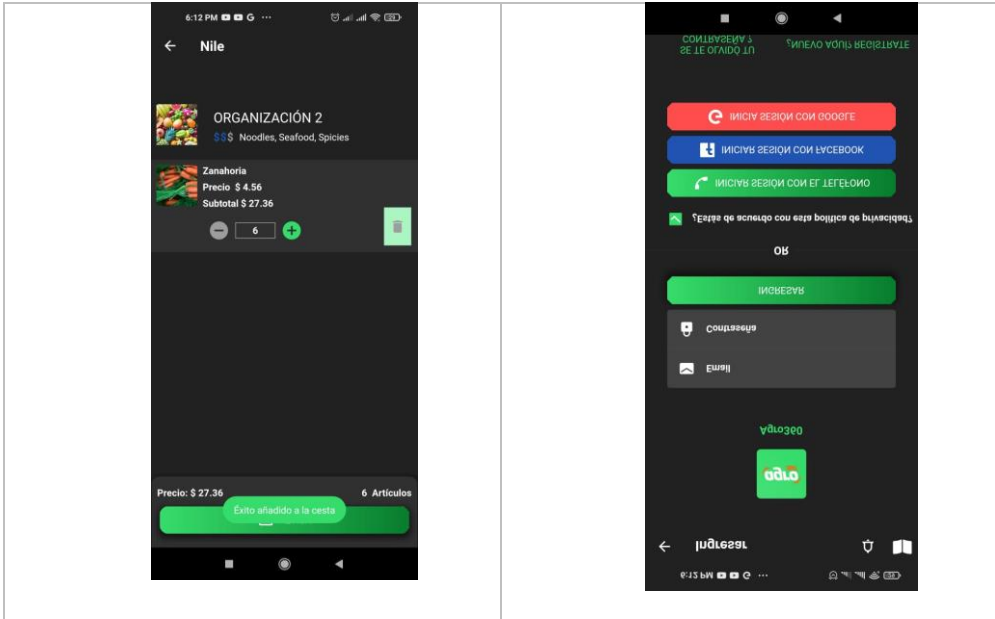 6:12 PM G ...
Nile
ORGANIZACIÓN 2
$$$ Noodles, Seafood, Spicies
Zanahoria
Precio $ 4.56
Subtotal $ 27.36
6
Precio: $ 27.36 6 Artículos
Éxito añadido a la cesta
6:12 PM G ...
Ingresar
agro
Agro360
Email
Contraseña
INGRESAR
OR
¿Estás de acuerdo con esta política de privacidad?
INICIAR SESIÓN CON EL TELÉFONO
INICIAR SESIÓN CON FACEBOOK
INICIA SESIÓN CON GOOGLE
SE TE OLVIDÓ TU ¿NUEVO AQUÍ? REGÍSTRATE
CONTRASEÑA ?